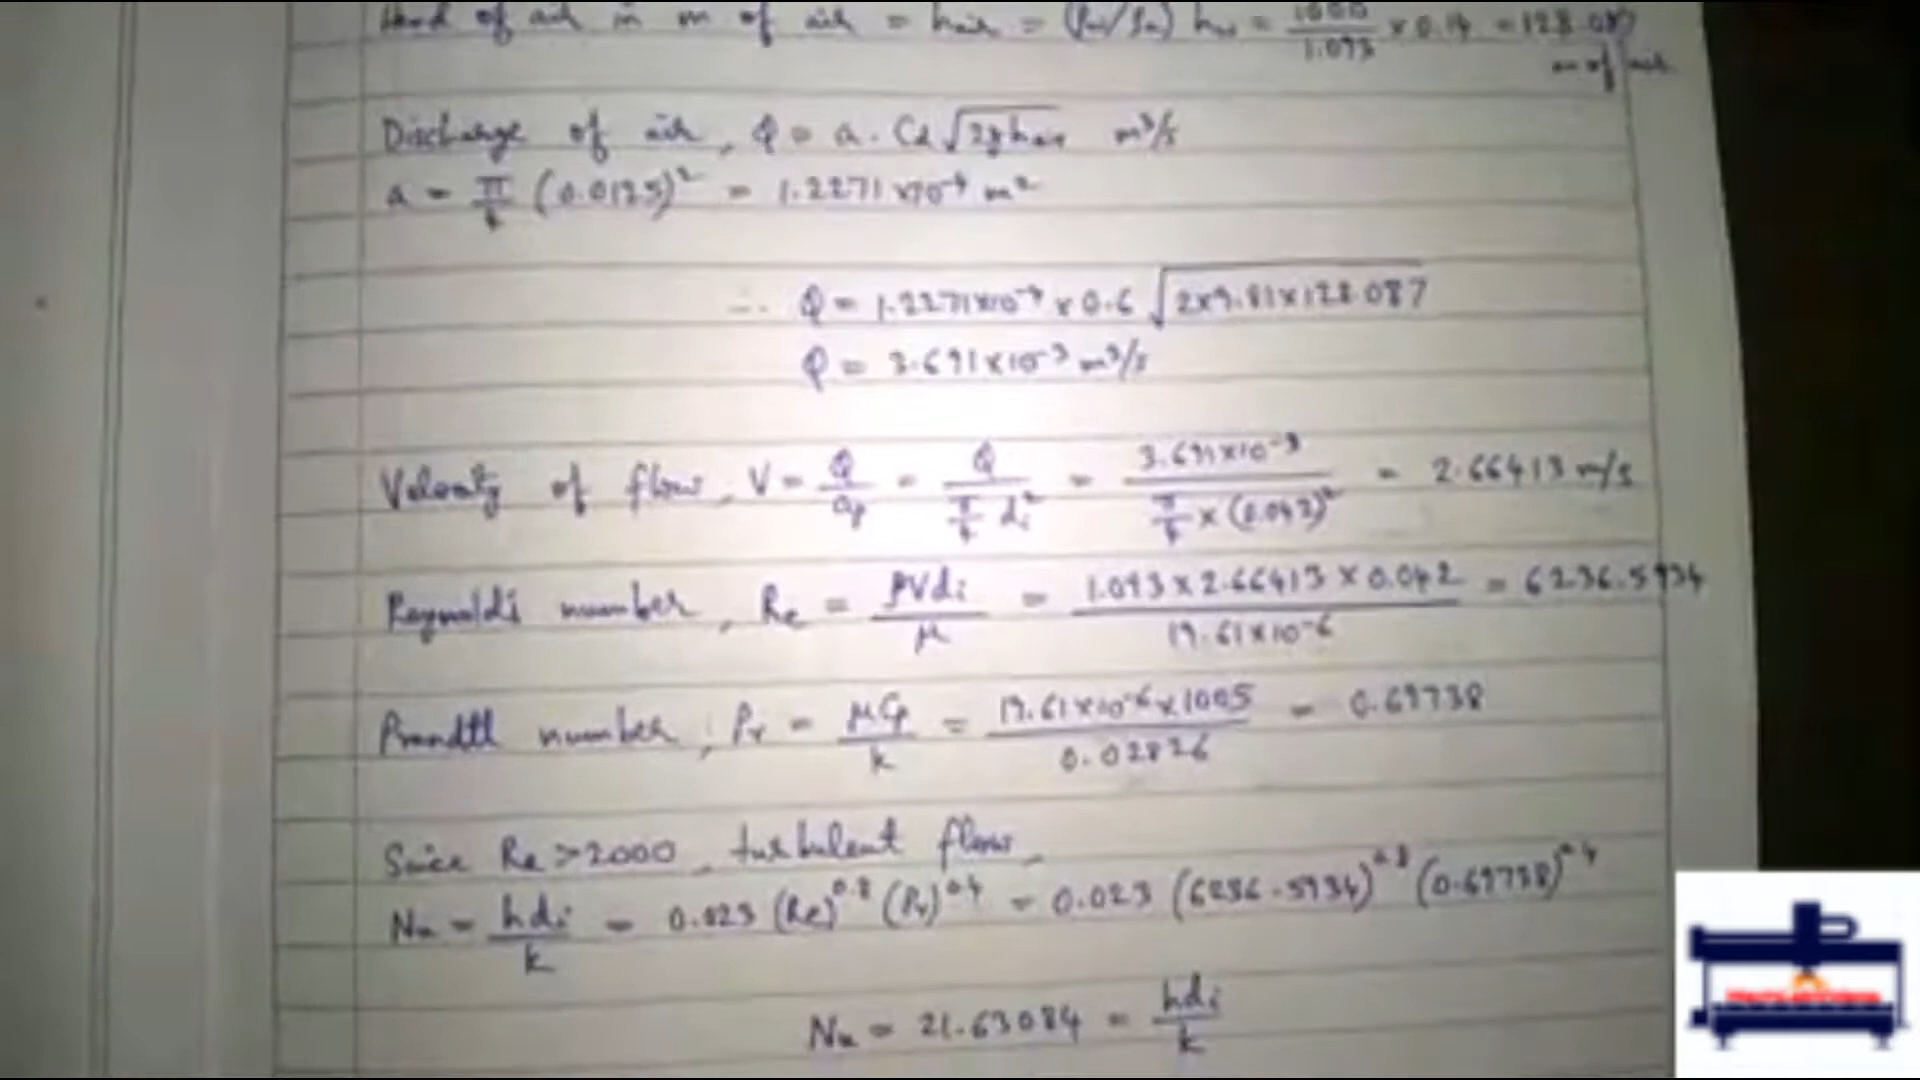 Head of air in m of air = hair = (ρw/ρa) hw = 1000/1.093 × 0.14 = 128.087 m of air
Discharge of air, Q = a. Cd √2ghair m³/s
a = π/4 (0.0125)² = 1.2271 × 10⁻⁴ m²
∴ Q = 1.2271×10⁻⁴ × 0.6 √2×9.81×128.087
Q = 3.691×10⁻³ m³/s
Velocity of flow, V = Q/ap = Q/(π/4 di²) = 3.691×10⁻³/(π/4 × (0.042)²) = 2.66413 m/s
Reynolds number, Re = ρVdi/μ = 1.093 × 2.66413 × 0.042/19.61×10⁻⁶ = 6236.5934
Prandtl number, Pr = μCp/k = 19.61×10⁻⁶×1005/0.02826 = 0.69738
Since Re > 2000, turbulent flow,
Nu = hdi/k = 0.023 (Re)^0.8 (Pr)^0.4 = 0.023 (6236.5934)^0.8 (0.69738)^0.4
Nu = 21.63084 = hdi/k